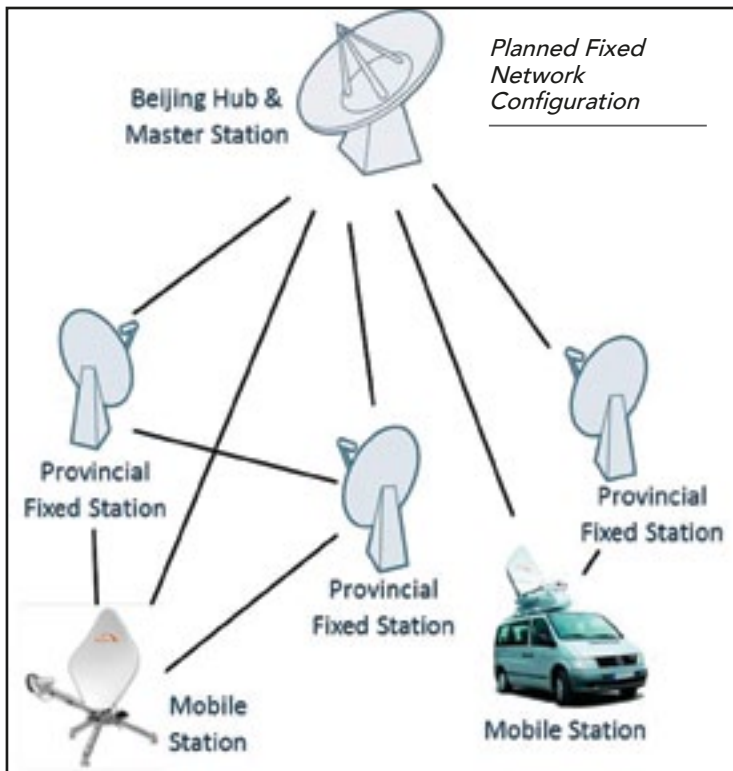 Planned Fixed
Network
Configuration
Beijing Hub &
Master Station
Provincial
Fixed Station
Provincial
Fixed Station
Provincial
Fixed Station
Mobile
Station
Mobile Station